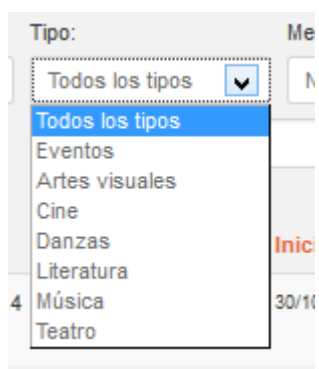 Tipo: Me
Todos los tipos N
Todos los tipos
Eventos
Artes visuales
Cine
Danzas Inic
Literatura
4 Música 30/10
Teatro